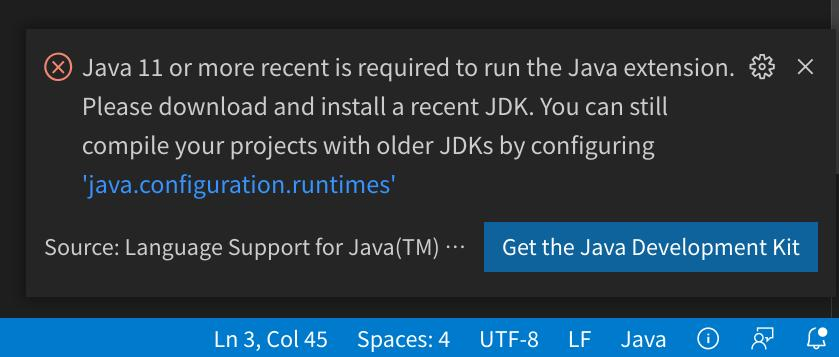 Java 11 or more recent is required to run the Java extension.
Please download and install a recent JDK. You can still
compile your projects with older JDKs by configuring
'java.configuration.runtimes'
Source: Language Support for Java(TM) ···
Get the Java Development Kit
Ln 3, Col 45 Spaces: 4 UTF-8 LF Java